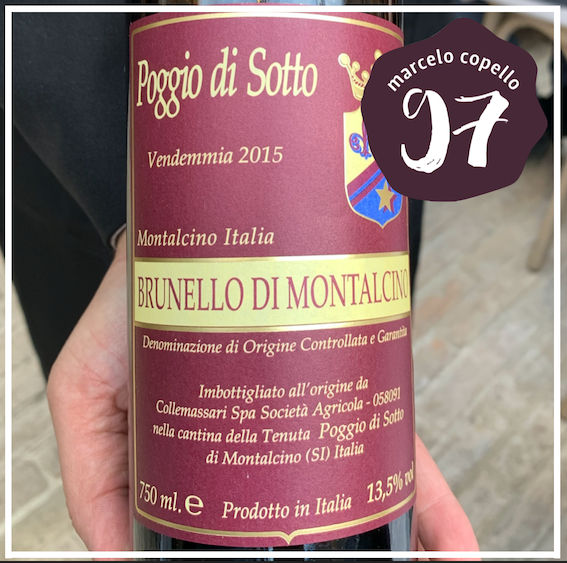 Poggio di Sotto
marcelo copello
97
Vendemmia 2015
Montalcino Italia
BRUNELLO DI MONTALCINO
Denominazione di Origine Controllata e Garantita
Imbottigliato all'origine da
Collemassari Spa Società Agricola - 058091
nella cantina della Tenuta Poggio di Sotto
di Montalcino (SI) Italia
750 ml. e Prodotto in Italia 13,5% vol